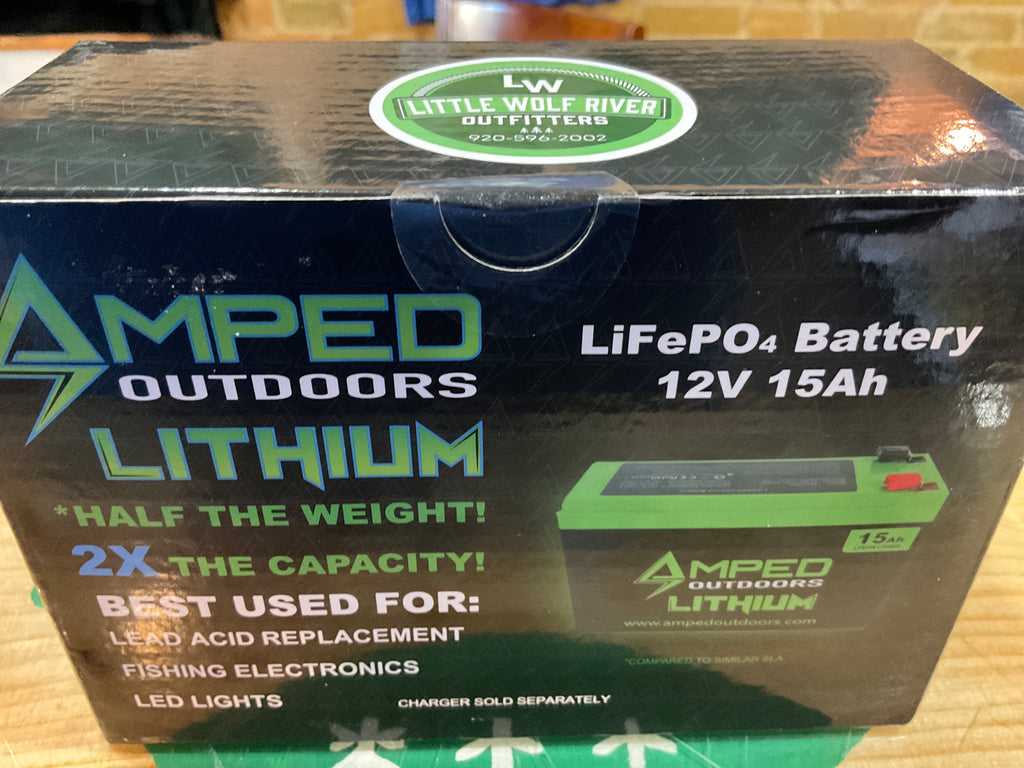 LW
LITTLE WOLF RIVER
OUTFITTERS
920-596-2002
AMPED
OUTDOORS
LITHIUM
*HALF THE WEIGHT!
2X THE CAPACITY!
BEST USED FOR:
LEAD ACID REPLACEMENT
FISHING ELECTRONICS
LED LIGHTS
CHARGER SOLD SEPARATELY
LiFePO4 Battery
12V 15Ah
15Ah
AMPED
OUTDOORS
LITHIUM
www.ampedoutdoors.com
*COMPARED TO SIMILAR SLA